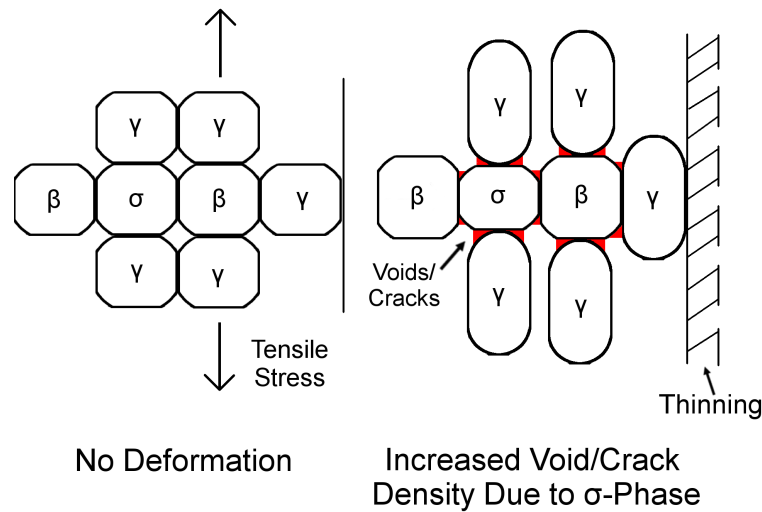 γ γ
β σ β γ
γ γ
Tensile
Stress
No Deformation
γ γ
β σ β γ
Voids/
Cracks
γ γ
Thinning
Increased Void/Crack
Density Due to σ-Phase